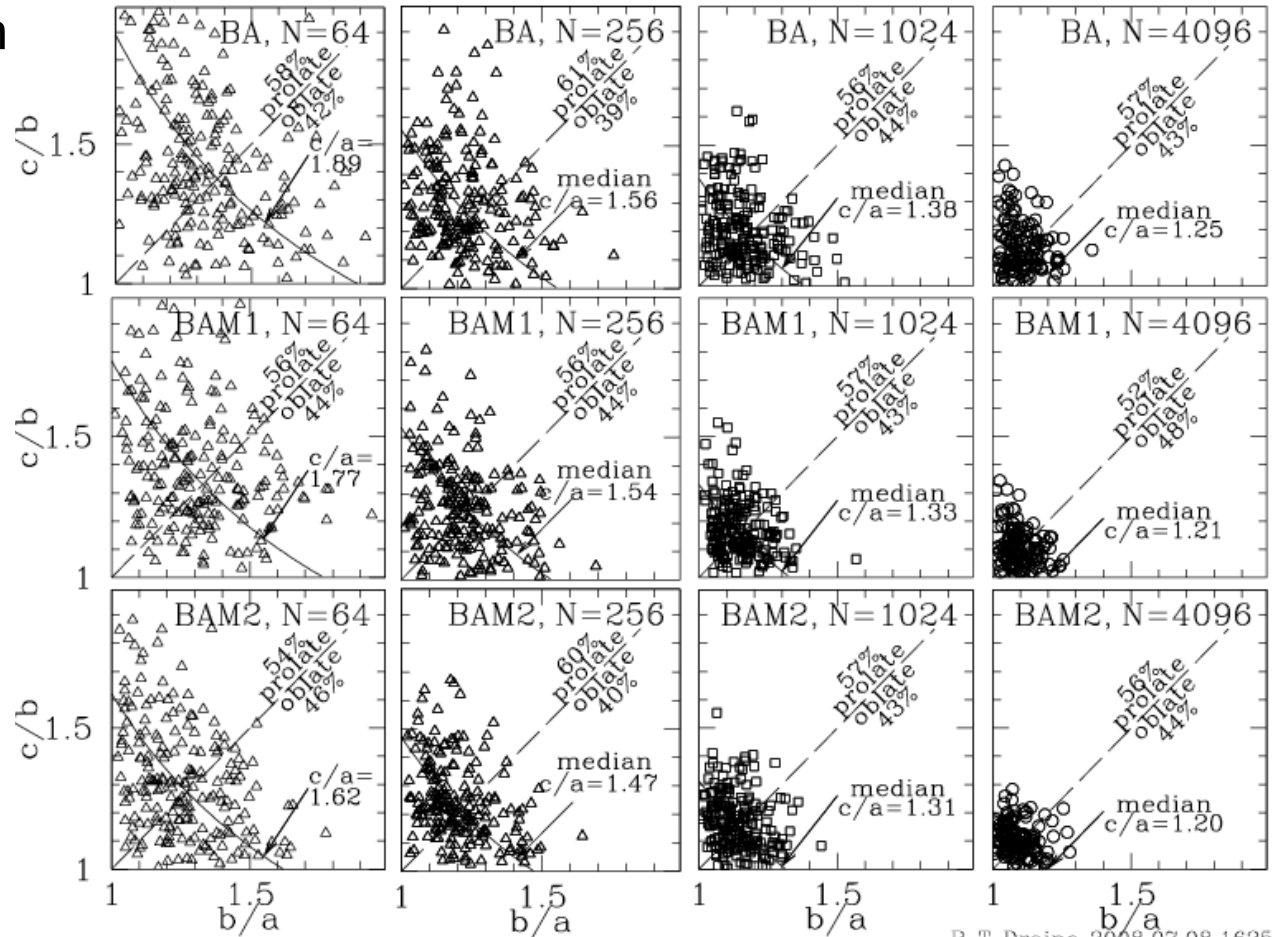 n
BA, N=64
58%
prolate
oblate
42%
c/a=
1.89
c/b
1.5
1
BA, N=256
61%
prolate
oblate
39%
median
c/a=1.56
BA, N=1024
56%
prolate
oblate
44%
median
c/a=1.38
BA, N=4096
57%
prolate
oblate
43%
median
c/a=1.25
BAM1, N=64
56%
prolate
oblate
44%
c/a=
1.77
c/b
1.5
1
BAM1, N=256
56%
prolate
oblate
44%
median
c/a=1.54
BAM1, N=1024
57%
prolate
oblate
43%
median
c/a=1.33
BAM1, N=4096
52%
prolate
oblate
48%
median
c/a=1.21
BAM2, N=64
54%
prolate
oblate
46%
c/a=
1.62
c/b
1.5
1
BAM2, N=256
60%
prolate
oblate
40%
median
c/a=1.47
BAM2, N=1024
57%
prolate
oblate
43%
median
c/a=1.31
BAM2, N=4096
56%
prolate
oblate
44%
median
c/a=1.20
1 1.5 1 1.5 1 1.5 1 1.5
b/a b/a b/a b/a